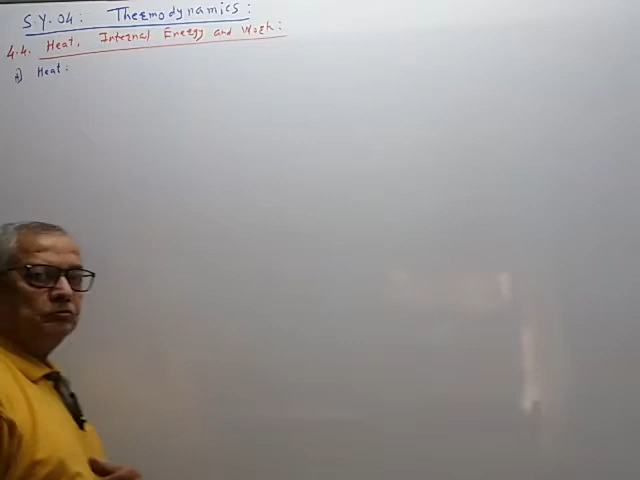 S.Y. 04: Thermodynamics:
4.4. Heat, Internal Energy and Work:
a) Heat: